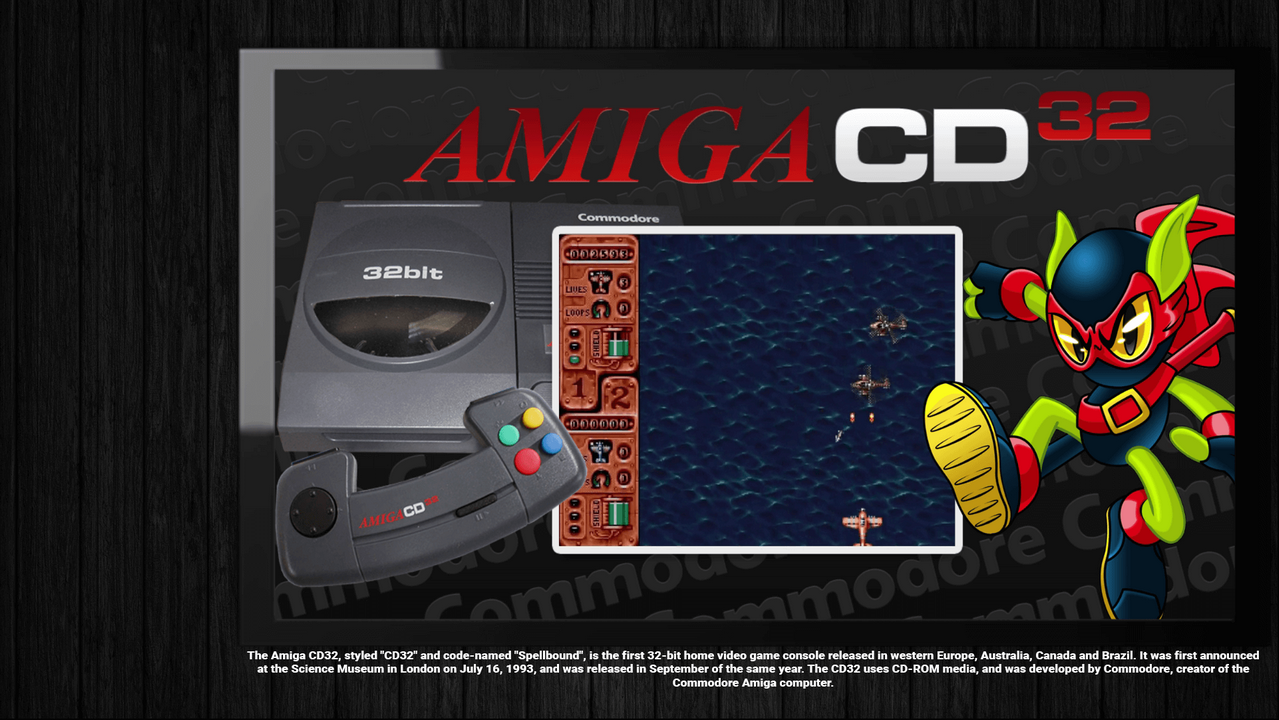 AMIGA CD32
Commodore
32bit
002593
LIVES
LOOPS
SHIELD
1
2
000000
SHIELD
AMIGA CD32
The Amiga CD32, styled "CD32" and code-named "Spellbound", is the first 32-bit home video game console released in western Europe, Australia, Canada and Brazil. It was first announced
at the Science Museum in London on July 16, 1993, and was released in September of the same year. The CD32 uses CD-ROM media, and was developed by Commodore, creator of the
Commodore Amiga computer.